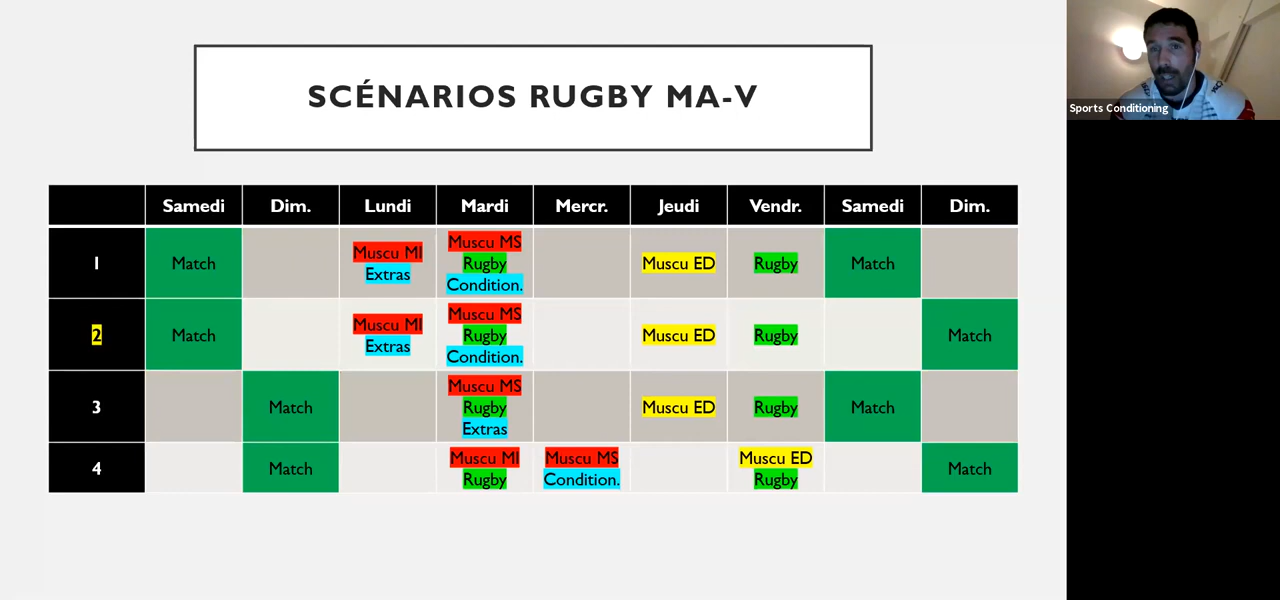 SCÉNARIOS RUGBY MA-V
Sports Conditioning
Samedi Dim. Lundi Mardi Mercr. Jeudi Vendr. Samedi Dim.
1 Match Muscu MI Extras Muscu MS Rugby Condition. Muscu ED Rugby Match
2 Match Muscu MI Extras Muscu MS Rugby Condition. Muscu ED Rugby Match
3 Match Muscu MS Rugby Extras Muscu ED Rugby Match
4 Match Muscu MI Rugby Muscu MS Condition. Muscu ED Rugby Match